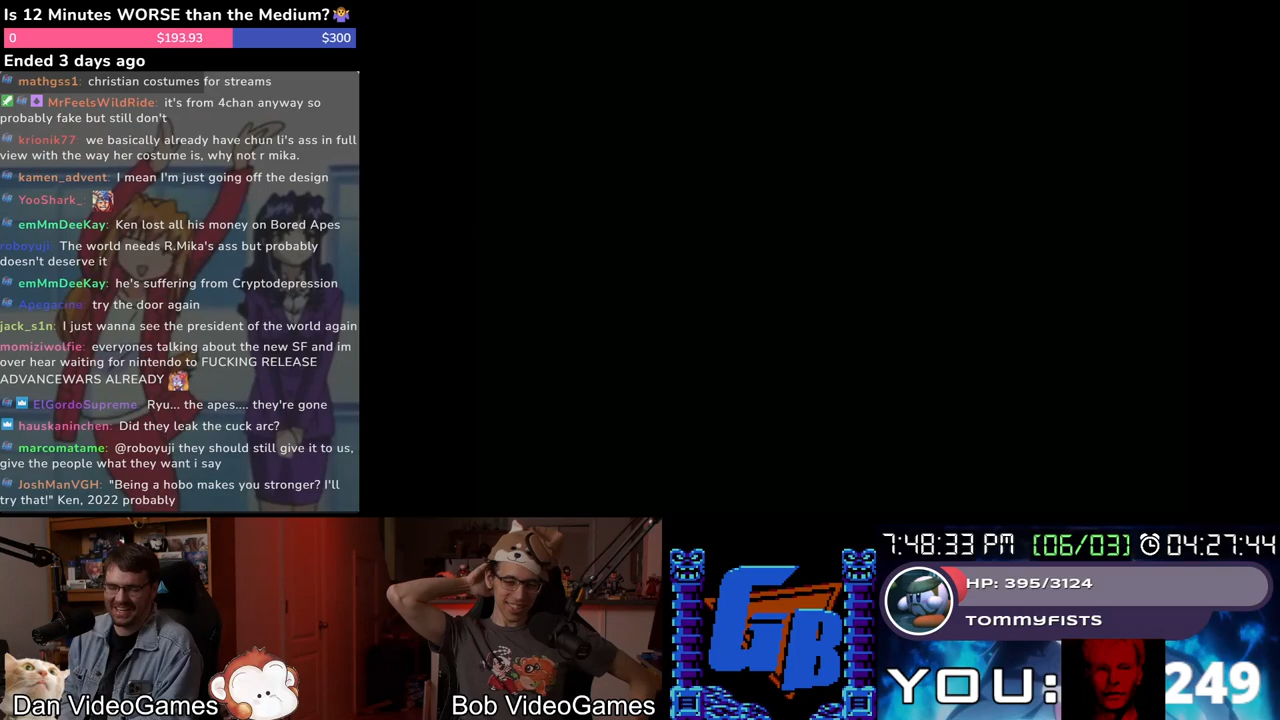 Is 12 Minutes WORSE than the Medium?🤷‍♀️
0 $193.93 $300
Ended 3 days ago
mathgss1: christian costumes for streams
MrFeelsWildRide: it's from 4chan anyway so
probably fake but still don't
krionik77: we basically already have chun li's ass in full
view with the way her costume is, why not r mika.
kamen_advent: I mean I'm just going off the design
YooShark_:
emMmDeeKay: Ken lost all his money on Bored Apes
roboyuji: The world needs R.Mika's ass but probably
doesn't deserve it
emMmDeeKay: he's suffering from Cryptodepression
Apegacine: try the door again
jack_s1n: I just wanna see the president of the world again
momiziwolfie: everyones talking about the new SF and im
over hear waiting for nintendo to FUCKING RELEASE
ADVANCEWARS ALREADY
ElGordoSupreme: Ryu... the apes.... they're gone
hauskaninchen: Did they leak the cuck arc?
marcomatame: @roboyuji they should still give it to us,
give the people what they want i say
JoshManVGH: "Being a hobo makes you stronger? I'll
try that!" Ken, 2022 probably
Dan VideoGames
Bob VideoGames
GB
7:48:33 PM [06/03] 04:27:44
HP: 395/3124
TOMMYFISTS
YOU: 249